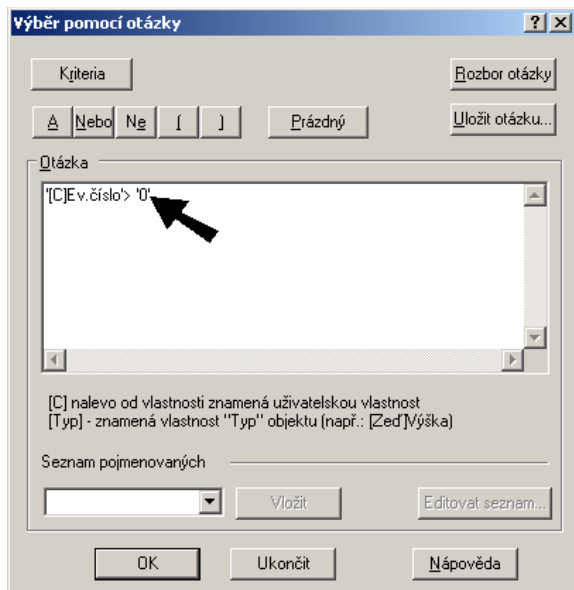 Výběr pomocí otázky
Kriteria
Rozbor otázky
A Nebo Ne ( ) Prázdný
Uložit otázku...
Otázka
'[C]Ev.číslo'> '0'
[C] nalevo od vlastnosti znamená uživatelskou vlastnost
[Typ] - znamená vlastnost "Typ" objektu (např.: [Zeď]Výška)
Seznam pojmenovaných
Vložit
Editovat seznam...
OK
Ukončit
Nápověda